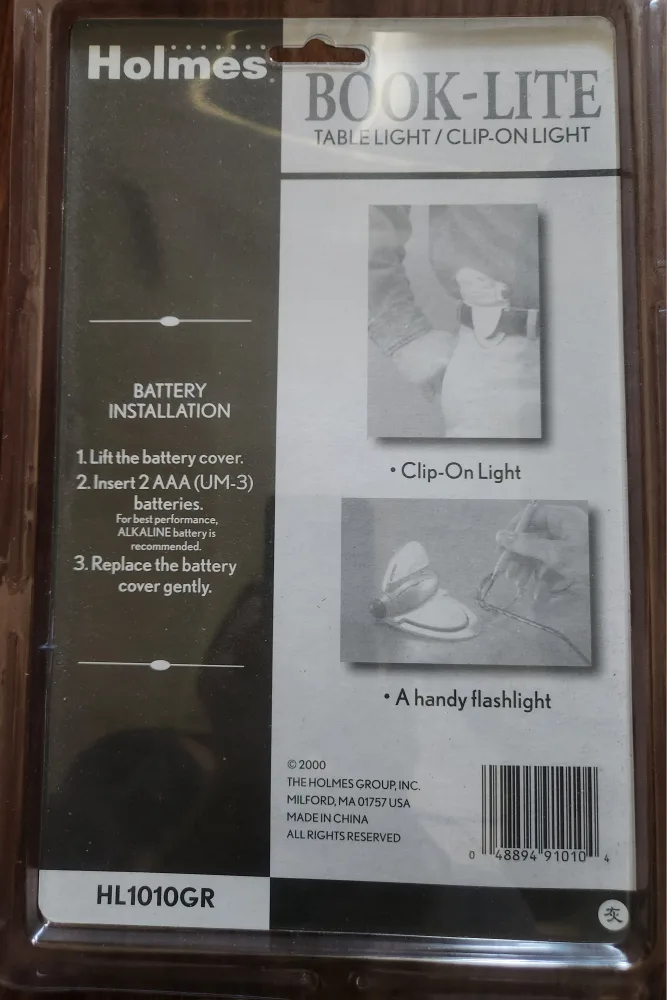 Holmes
BOOK-LITE
TABLE LIGHT / CLIP-ON LIGHT
BATTERY
INSTALLATION
1. Lift the battery cover.
2. Insert 2 AAA (UM-3)
batteries.
For best performance,
ALKALINE battery is
recommended.
3. Replace the battery
cover gently.
• Clip-On Light
• A handy flashlight
© 2000
THE HOLMES GROUP, INC.
MILFORD, MA 01757 USA
MADE IN CHINA
ALL RIGHTS RESERVED
0 48894 91010 4
HL1010GR
灰